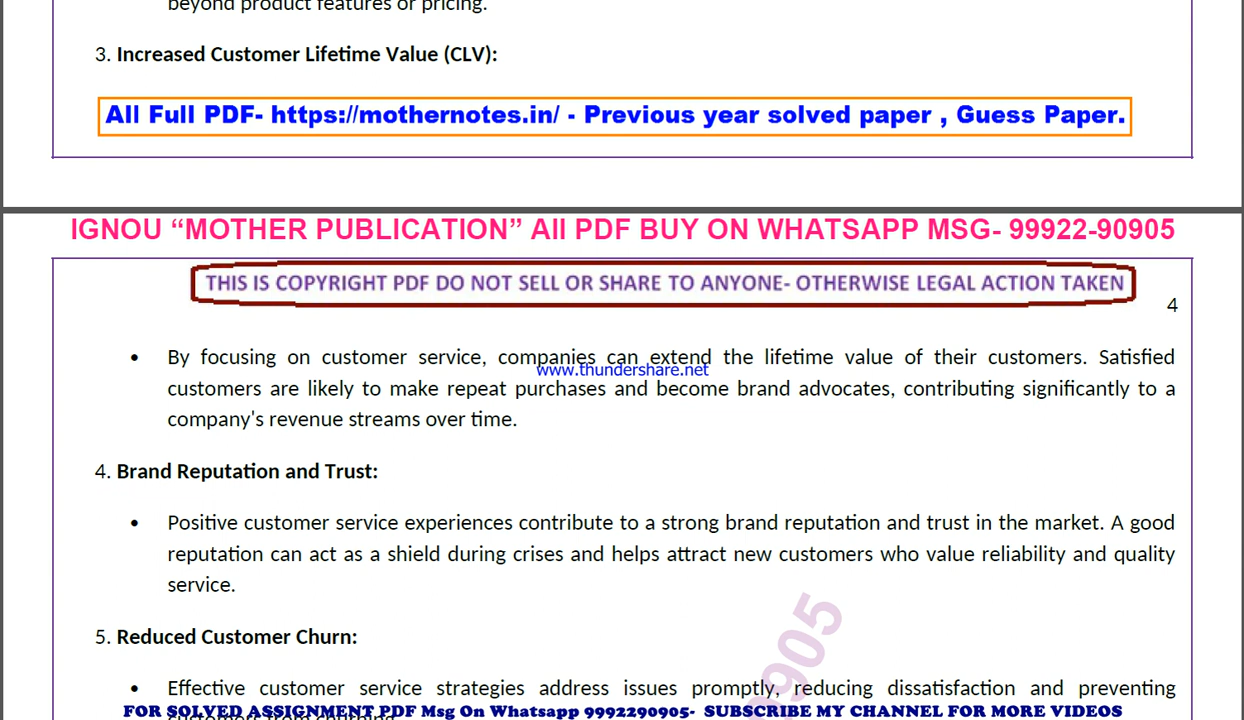 beyond product features or pricing.
3. Increased Customer Lifetime Value (CLV):
All Full PDF- https://mothernotes.in/ - Previous year solved paper , Guess Paper.
IGNOU “MOTHER PUBLICATION” All PDF BUY ON WHATSAPP MSG- 99922-90905
THIS IS COPYRIGHT PDF DO NOT SELL OR SHARE TO ANYONE- OTHERWISE LEGAL ACTION TAKEN
4
• By focusing on customer service, companies can extend the lifetime value of their customers. Satisfied
www.thundershare.net
customers are likely to make repeat purchases and become brand advocates, contributing significantly to a
company's revenue streams over time.
4. Brand Reputation and Trust:
• Positive customer service experiences contribute to a strong brand reputation and trust in the market. A good
reputation can act as a shield during crises and helps attract new customers who value reliability and quality
service.
0905
5. Reduced Customer Churn:
• Effective customer service strategies address issues promptly, reducing dissatisfaction and preventing
customers from churning.
FOR SOLVED ASSIGNMENT PDF Msg On Whatsapp 9992290905- SUBSCRIBE MY CHANNEL FOR MORE VIDEOS